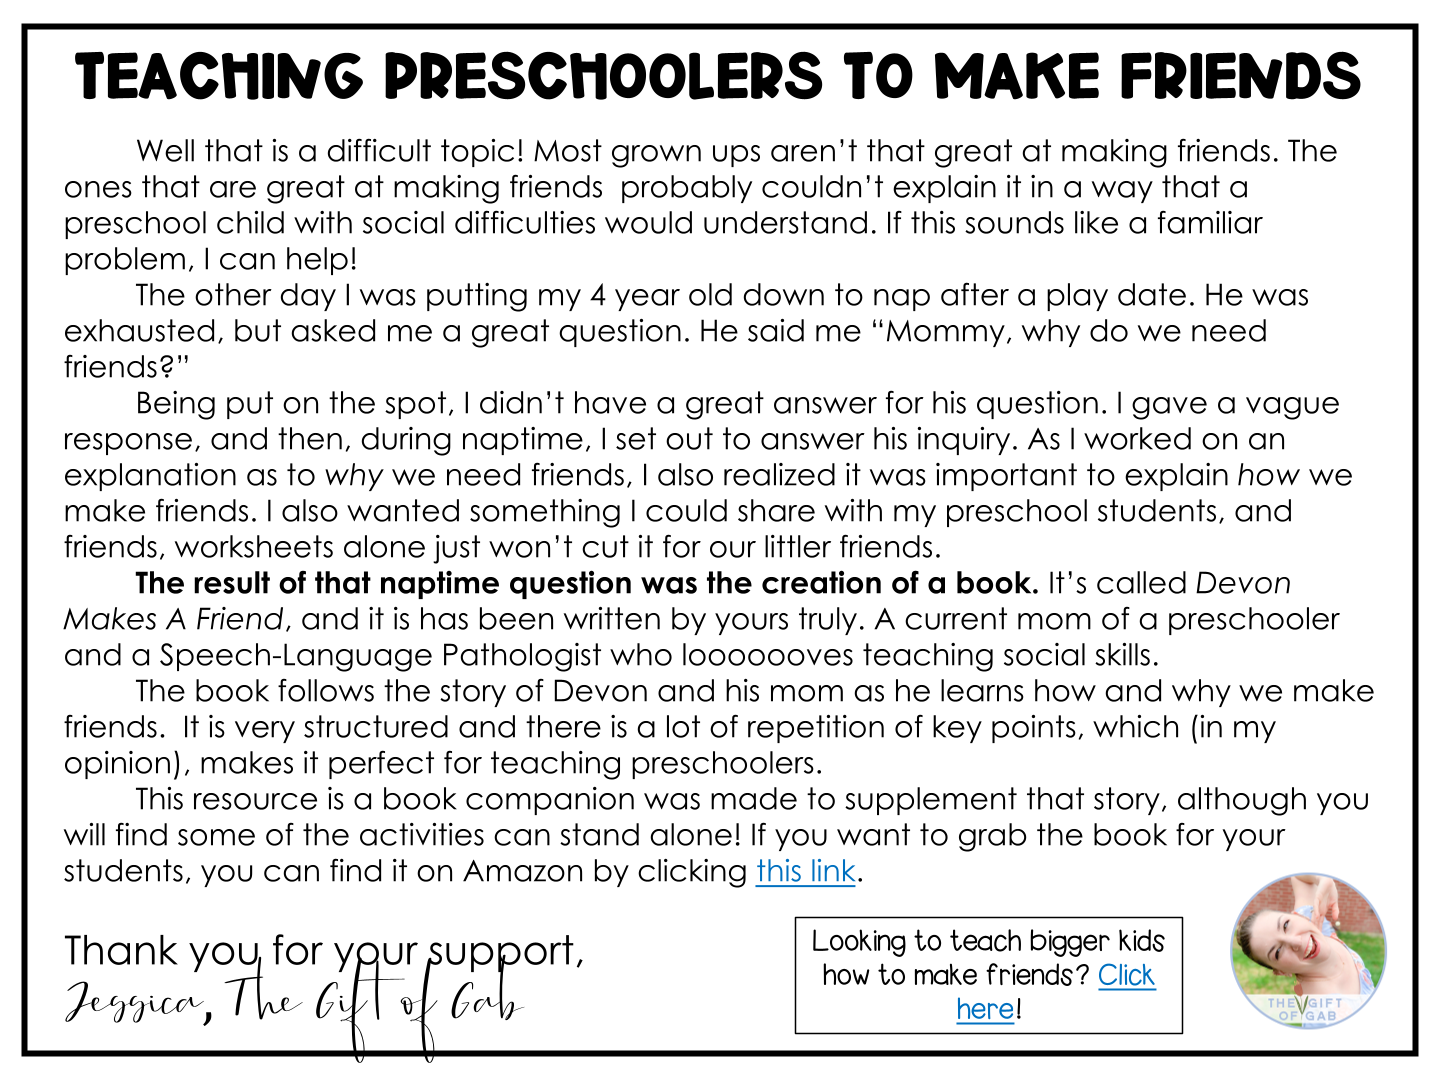 TEACHING PRESCHOOLERS TO MAKE FRIENDS
Well that is a difficult topic! Most grown ups aren’t that great at making friends. The
ones that are great at making friends  probably couldn’t explain it in a way that a
preschool child with social difficulties would understand. If this sounds like a familiar
problem, I can help!
The other day I was putting my 4 year old down to nap after a play date. He was
exhausted, but asked me a great question. He said me “Mommy, why do we need
friends?”
Being put on the spot, I didn’t have a great answer for his question. I gave a vague
response, and then, during naptime, I set out to answer his inquiry. As I worked on an
explanation as to why we need friends, I also realized it was important to explain how we
make friends. I also wanted something I could share with my preschool students, and
friends, worksheets alone just won’t cut it for our littler friends.
The result of that naptime question was the creation of a book. It’s called Devon
Makes A Friend, and it is has been written by yours truly. A current mom of a preschooler
and a Speech-Language Pathologist who looooooves teaching social skills.
The book follows the story of Devon and his mom as he learns how and why we make
friends.  It is very structured and there is a lot of repetition of key points, which (in my
opinion), makes it perfect for teaching preschoolers.
This resource is a book companion was made to supplement that story, although you
will find some of the activities can stand alone! If you want to grab the book for your
students, you can find it on Amazon by clicking this link.
Thank you for your support,
Jessica, The Gift of Gab
Looking to teach bigger kids
how to make friends? Click
here!
THE GIFT
OF GAB